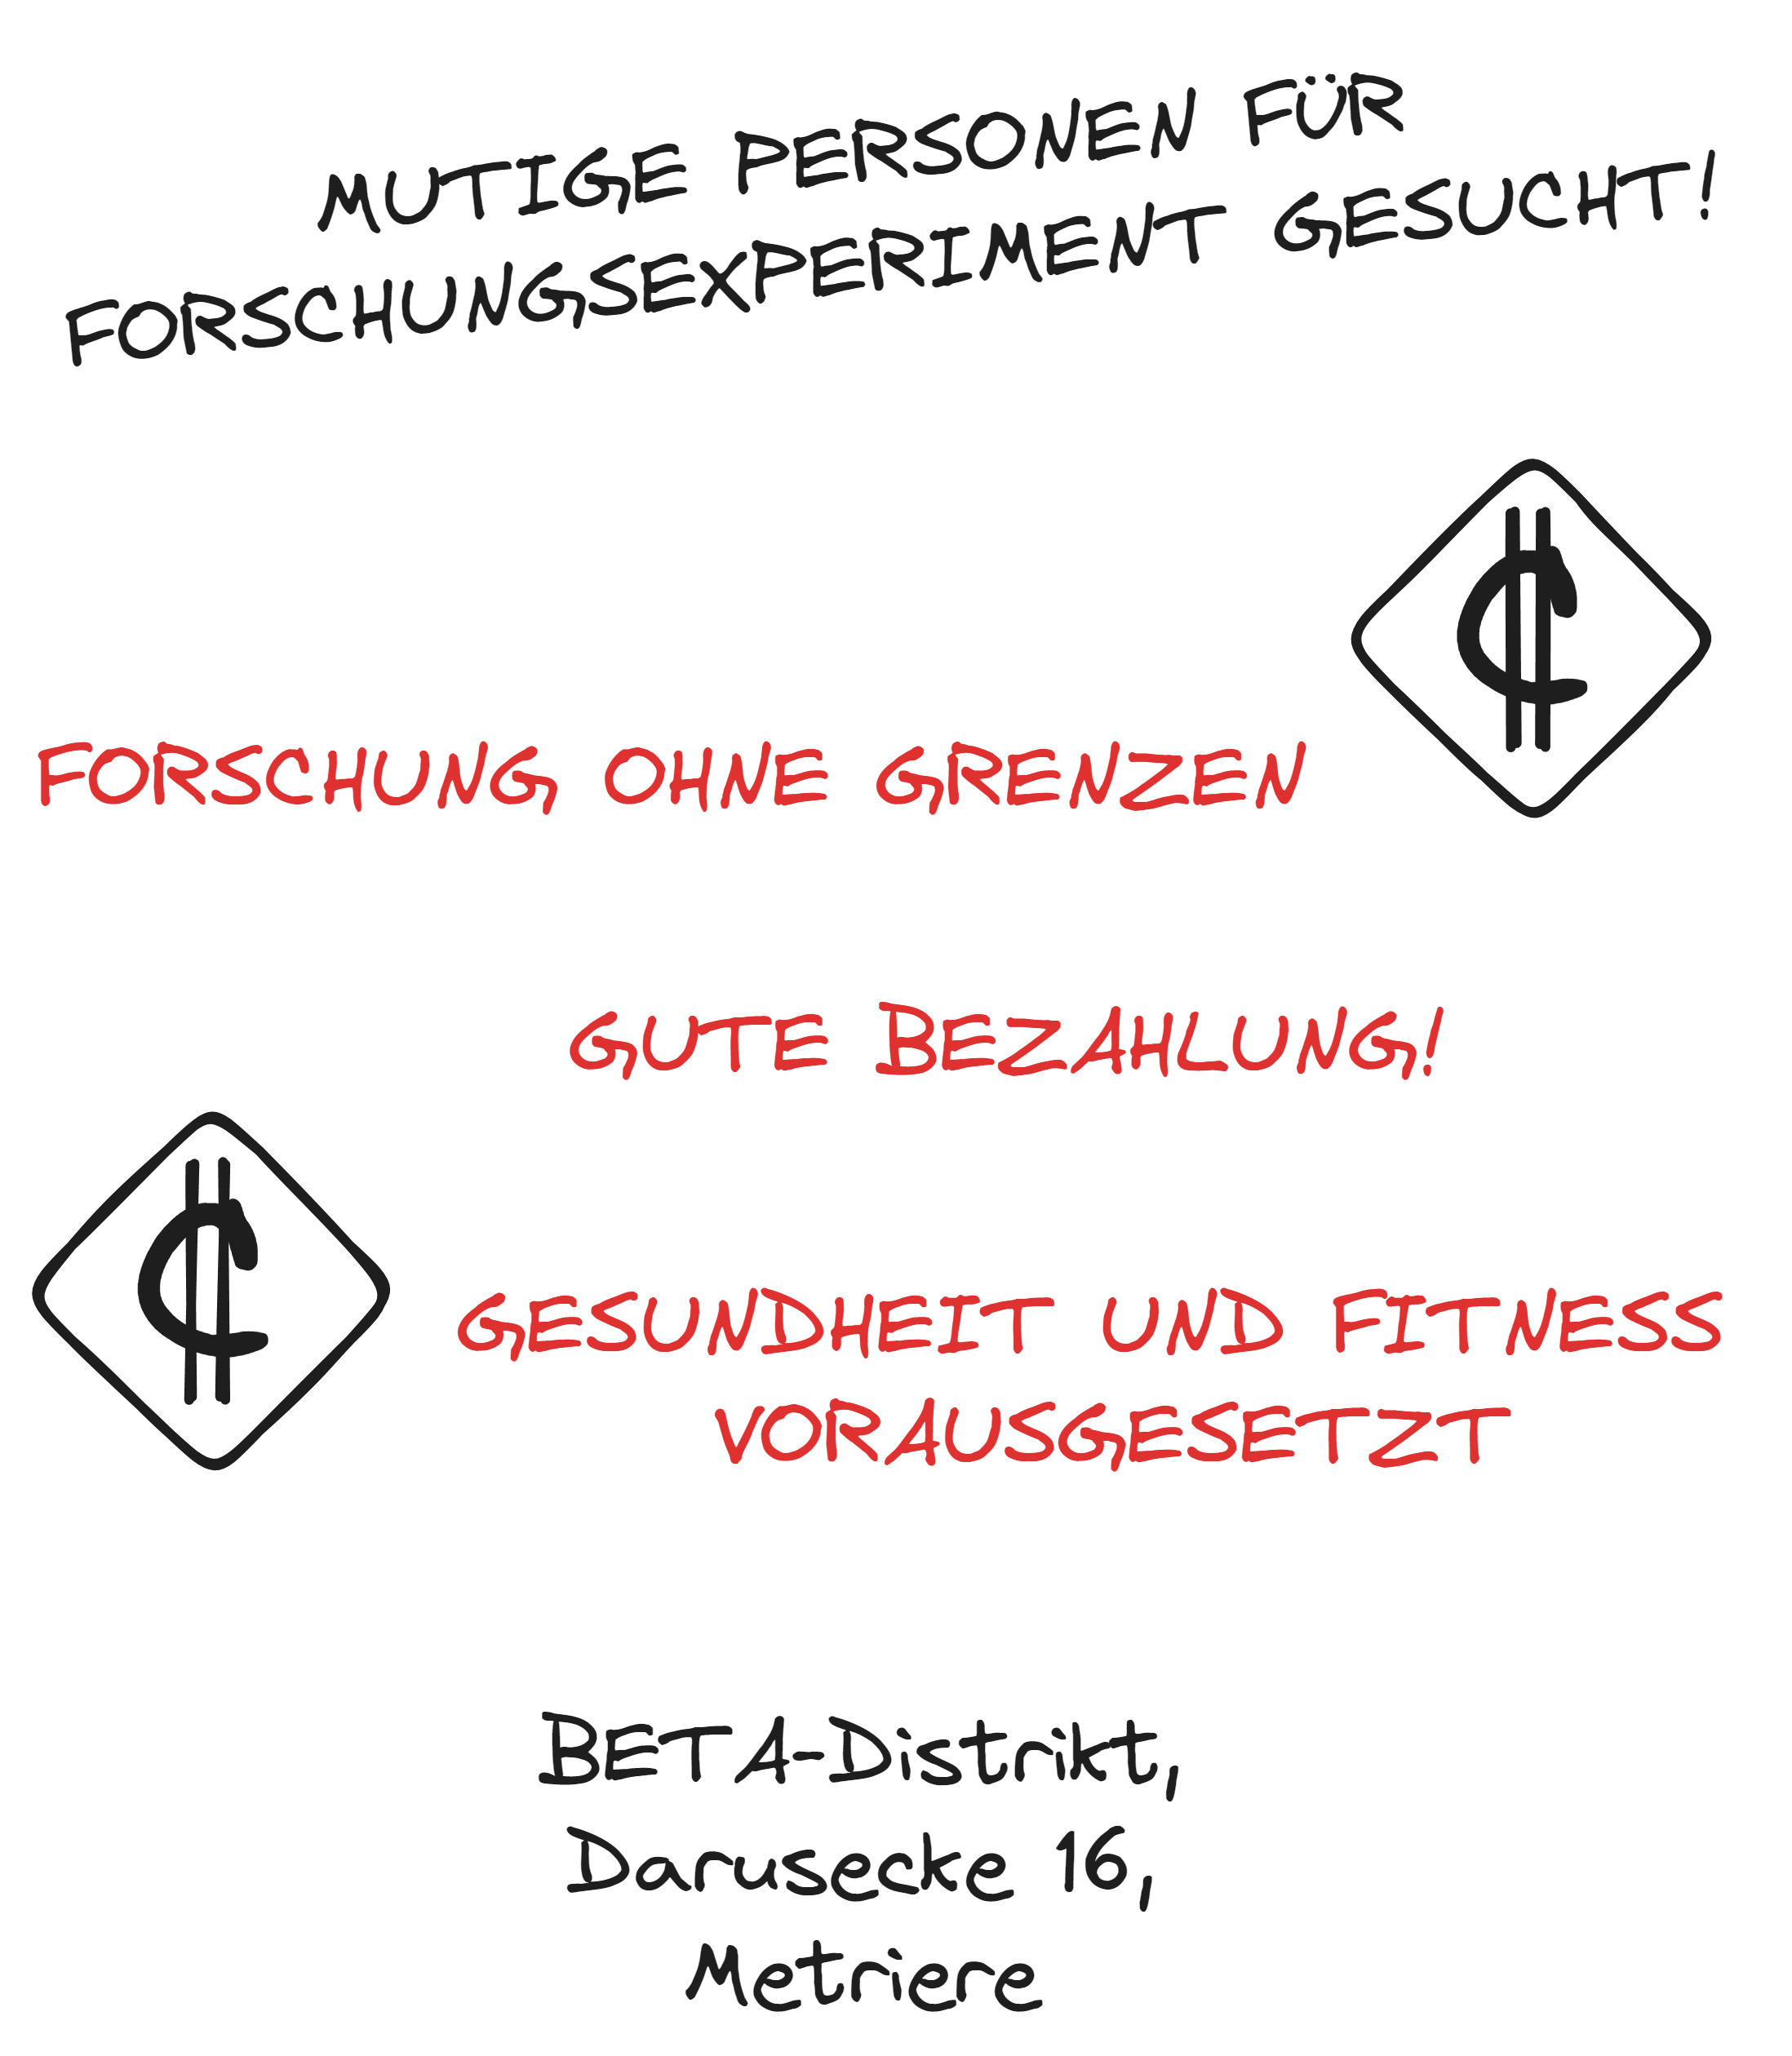 MUTIGE PERSONEN FÜR
FORSCHUNGSEXPERIMENT GESUCHT!
FORSCHUNG OHNE GRENZEN
GUTE BEZAHLUNG!
GESUNDHEIT UND FITNESS
VORAUSGESETZT
BETA-Distrikt,
Darusecke 16,
Metriere